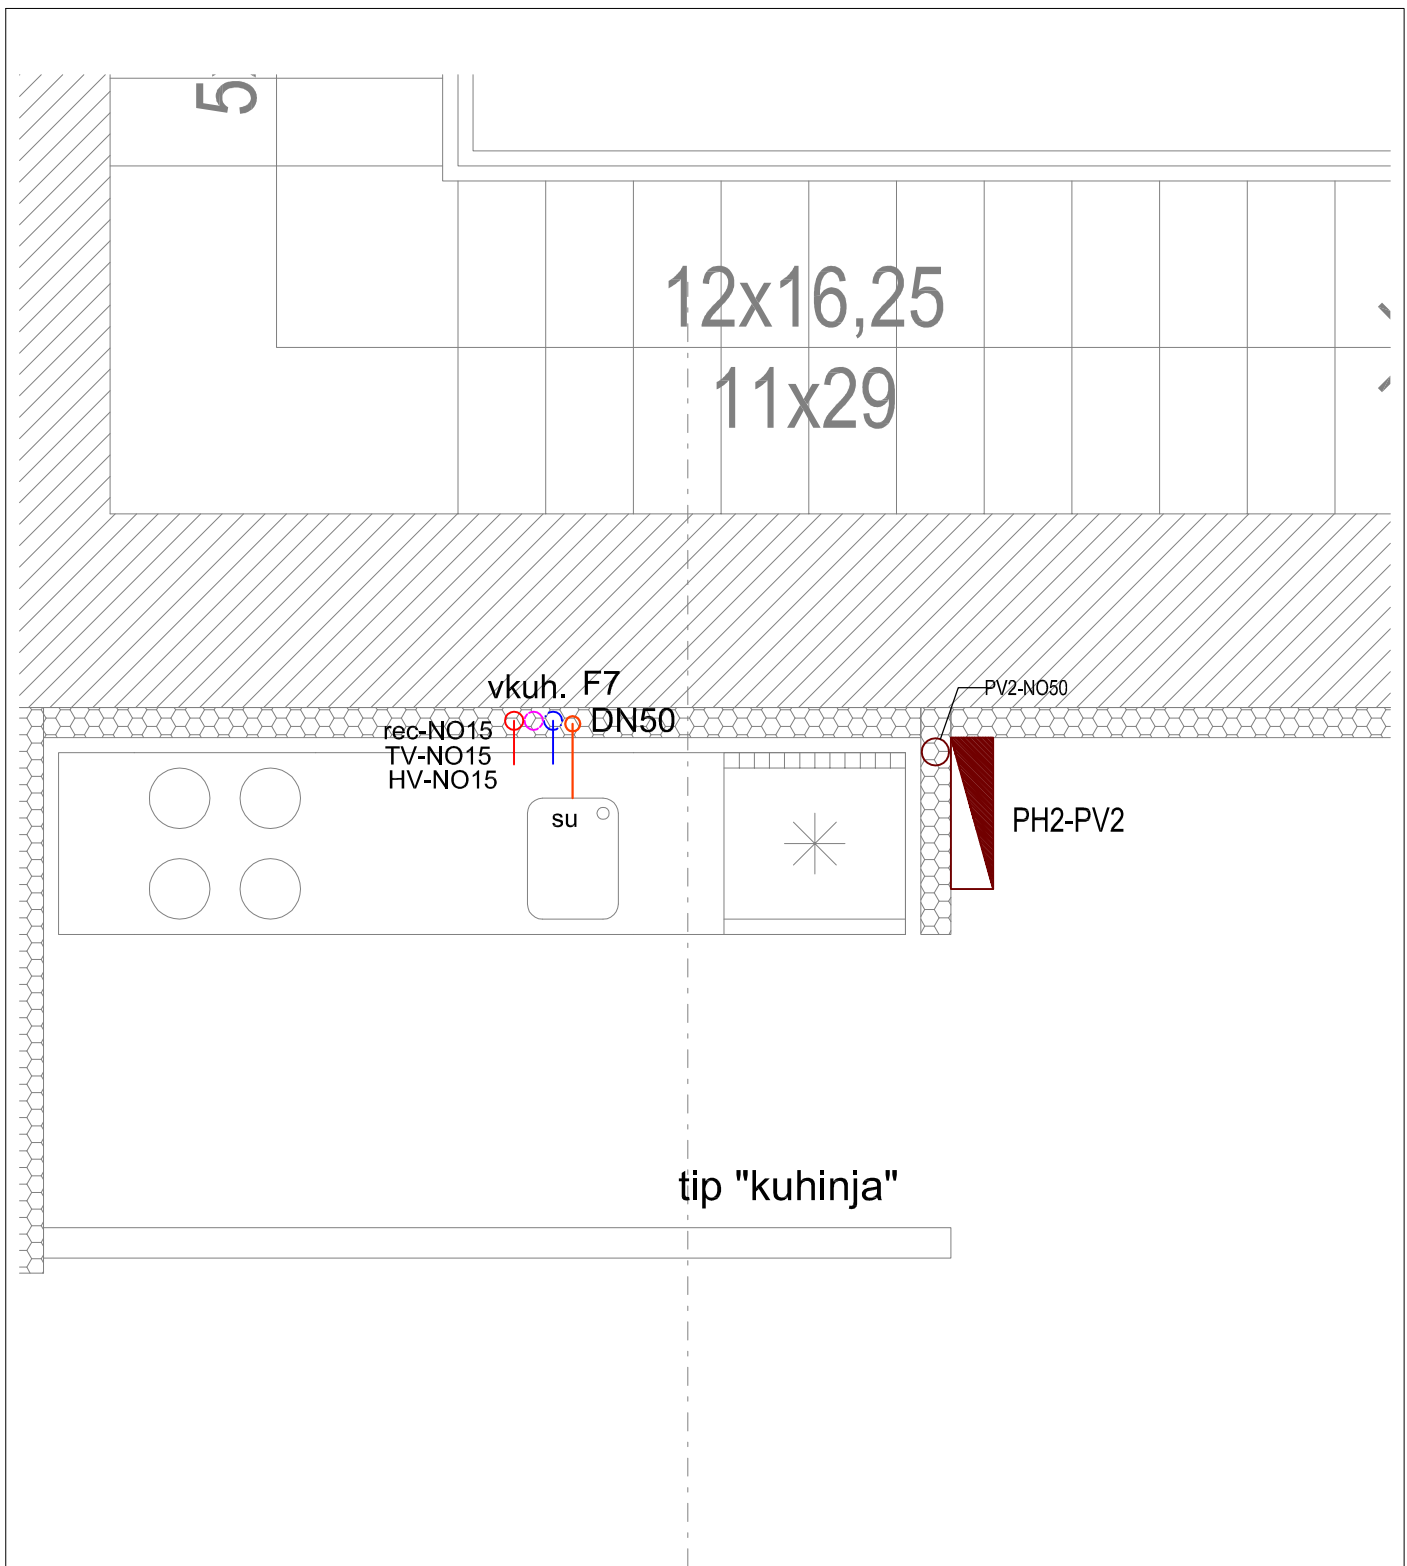 5
12x16,25
11x29
vkuh. F7
DN50
PV2-NO50
rec-NO15
TV-NO15
HV-NO15
su
PH2-PV2
tip "kuhinja"